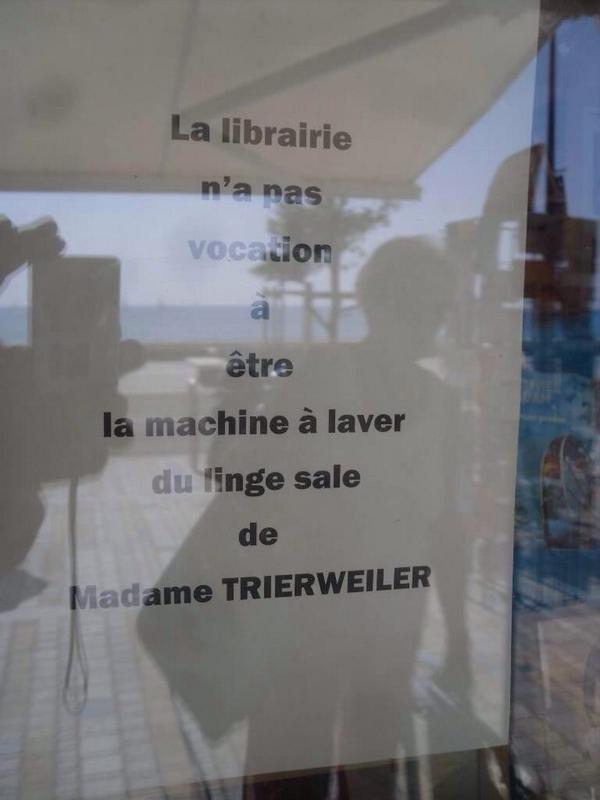 La librairie
n'a pas
vocation
à
être
la machine à laver
du linge sale
de
Madame TRIERWEILER